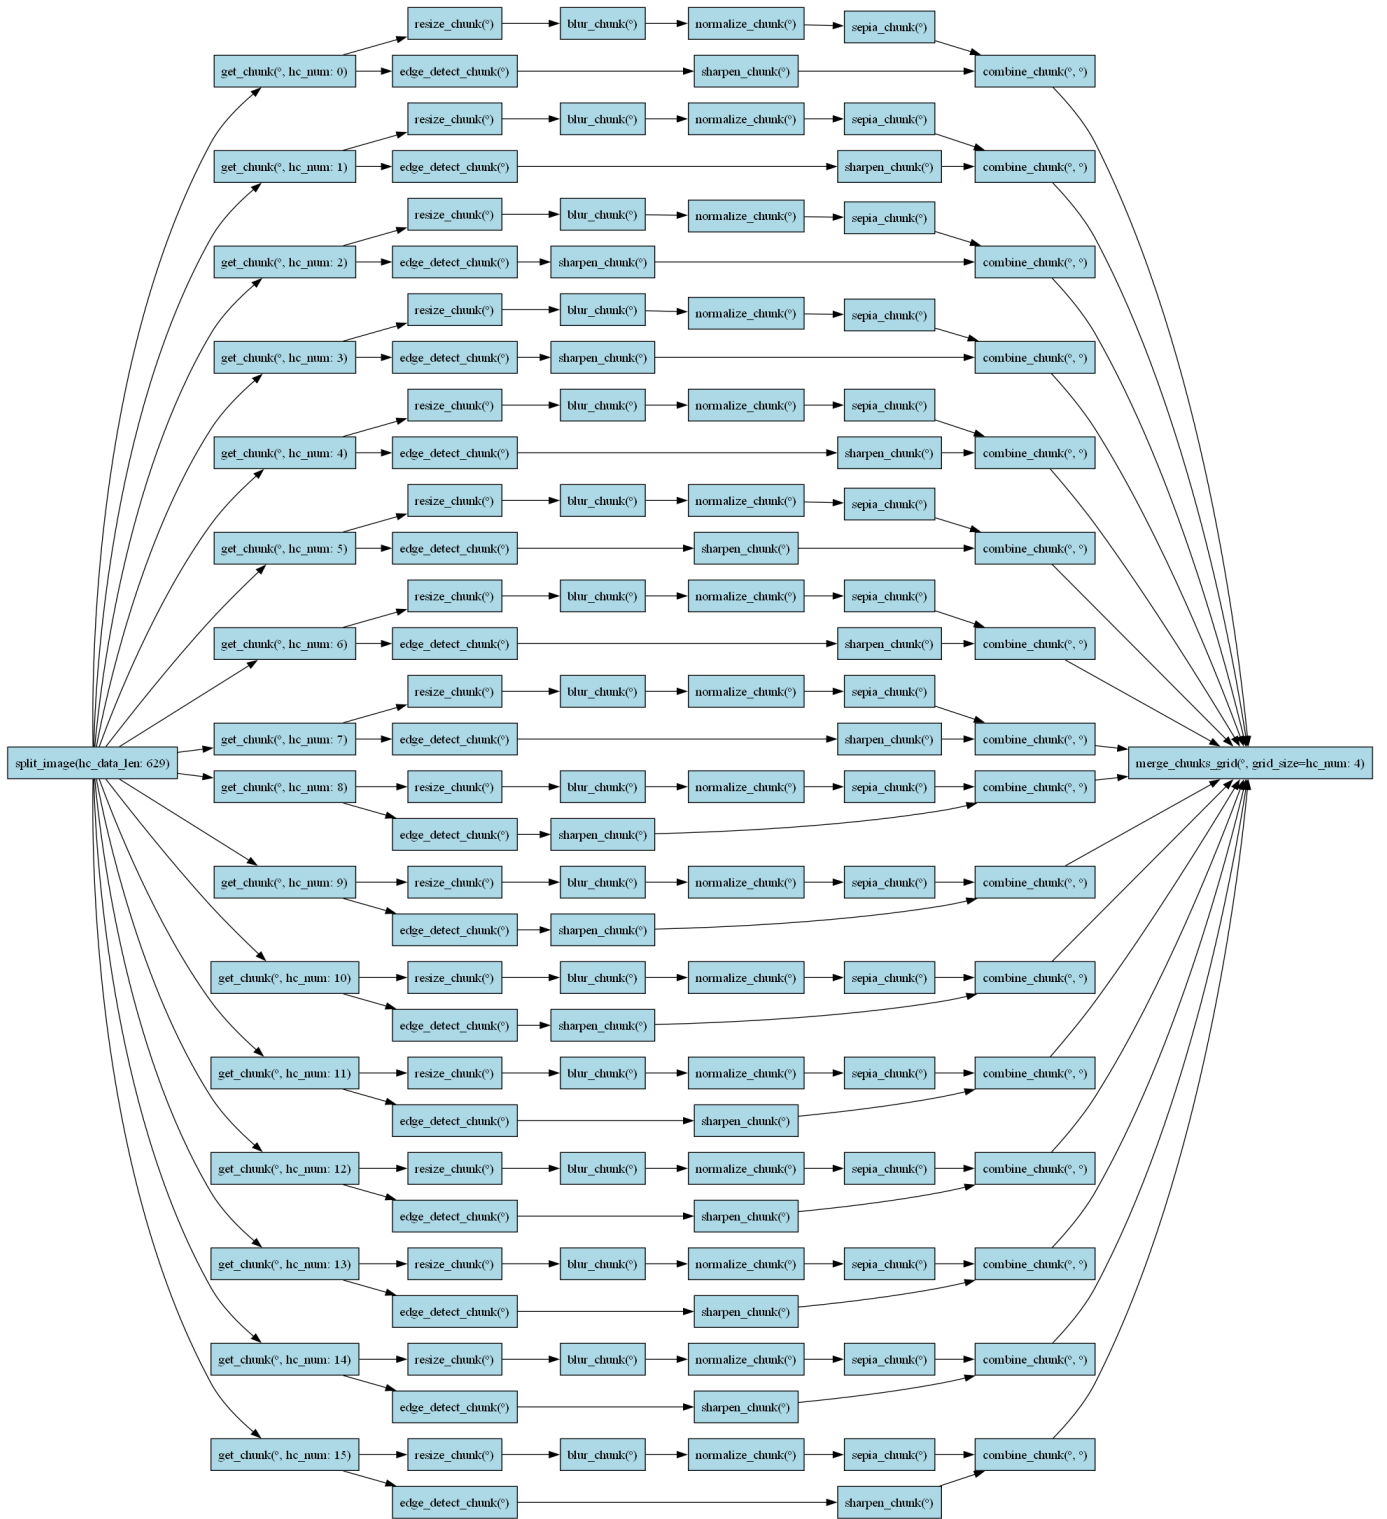 resize_chunk(°) blur_chunk(°) normalize_chunk(°) sepia_chunk(°)
get_chunk(°, hc_num: 0) edge_detect_chunk(°) sharpen_chunk(°) combine_chunk(°, °)
resize_chunk(°) blur_chunk(°) normalize_chunk(°) sepia_chunk(°)
get_chunk(°, hc_num: 1) edge_detect_chunk(°) sharpen_chunk(°) combine_chunk(°, °)
resize_chunk(°) blur_chunk(°) normalize_chunk(°) sepia_chunk(°)
get_chunk(°, hc_num: 2) edge_detect_chunk(°) sharpen_chunk(°) combine_chunk(°, °)
resize_chunk(°) blur_chunk(°) normalize_chunk(°) sepia_chunk(°)
get_chunk(°, hc_num: 3) edge_detect_chunk(°) sharpen_chunk(°) combine_chunk(°, °)
resize_chunk(°) blur_chunk(°) normalize_chunk(°) sepia_chunk(°)
get_chunk(°, hc_num: 4) edge_detect_chunk(°) sharpen_chunk(°) combine_chunk(°, °)
resize_chunk(°) blur_chunk(°) normalize_chunk(°) sepia_chunk(°)
get_chunk(°, hc_num: 5) edge_detect_chunk(°) sharpen_chunk(°) combine_chunk(°, °)
resize_chunk(°) blur_chunk(°) normalize_chunk(°) sepia_chunk(°)
get_chunk(°, hc_num: 6) edge_detect_chunk(°) sharpen_chunk(°) combine_chunk(°, °)
resize_chunk(°) blur_chunk(°) normalize_chunk(°) sepia_chunk(°)
get_chunk(°, hc_num: 7) edge_detect_chunk(°) sharpen_chunk(°) combine_chunk(°, °)
split_image(hc_data_len: 629) merge_chunks_grid(°, grid_size=hc_num: 4)
get_chunk(°, hc_num: 8) resize_chunk(°) blur_chunk(°) normalize_chunk(°) sepia_chunk(°) combine_chunk(°, °)
edge_detect_chunk(°) sharpen_chunk(°)
get_chunk(°, hc_num: 9) resize_chunk(°) blur_chunk(°) normalize_chunk(°) sepia_chunk(°) combine_chunk(°, °)
edge_detect_chunk(°) sharpen_chunk(°)
get_chunk(°, hc_num: 10) resize_chunk(°) blur_chunk(°) normalize_chunk(°) sepia_chunk(°) combine_chunk(°, °)
edge_detect_chunk(°) sharpen_chunk(°)
get_chunk(°, hc_num: 11) resize_chunk(°) blur_chunk(°) normalize_chunk(°) sepia_chunk(°) combine_chunk(°, °)
edge_detect_chunk(°) sharpen_chunk(°)
get_chunk(°, hc_num: 12) resize_chunk(°) blur_chunk(°) normalize_chunk(°) sepia_chunk(°) combine_chunk(°, °)
edge_detect_chunk(°) sharpen_chunk(°)
get_chunk(°, hc_num: 13) resize_chunk(°) blur_chunk(°) normalize_chunk(°) sepia_chunk(°) combine_chunk(°, °)
edge_detect_chunk(°) sharpen_chunk(°)
get_chunk(°, hc_num: 14) resize_chunk(°) blur_chunk(°) normalize_chunk(°) sepia_chunk(°) combine_chunk(°, °)
edge_detect_chunk(°) sharpen_chunk(°)
get_chunk(°, hc_num: 15) resize_chunk(°) blur_chunk(°) normalize_chunk(°) sepia_chunk(°) combine_chunk(°, °)
edge_detect_chunk(°) sharpen_chunk(°)